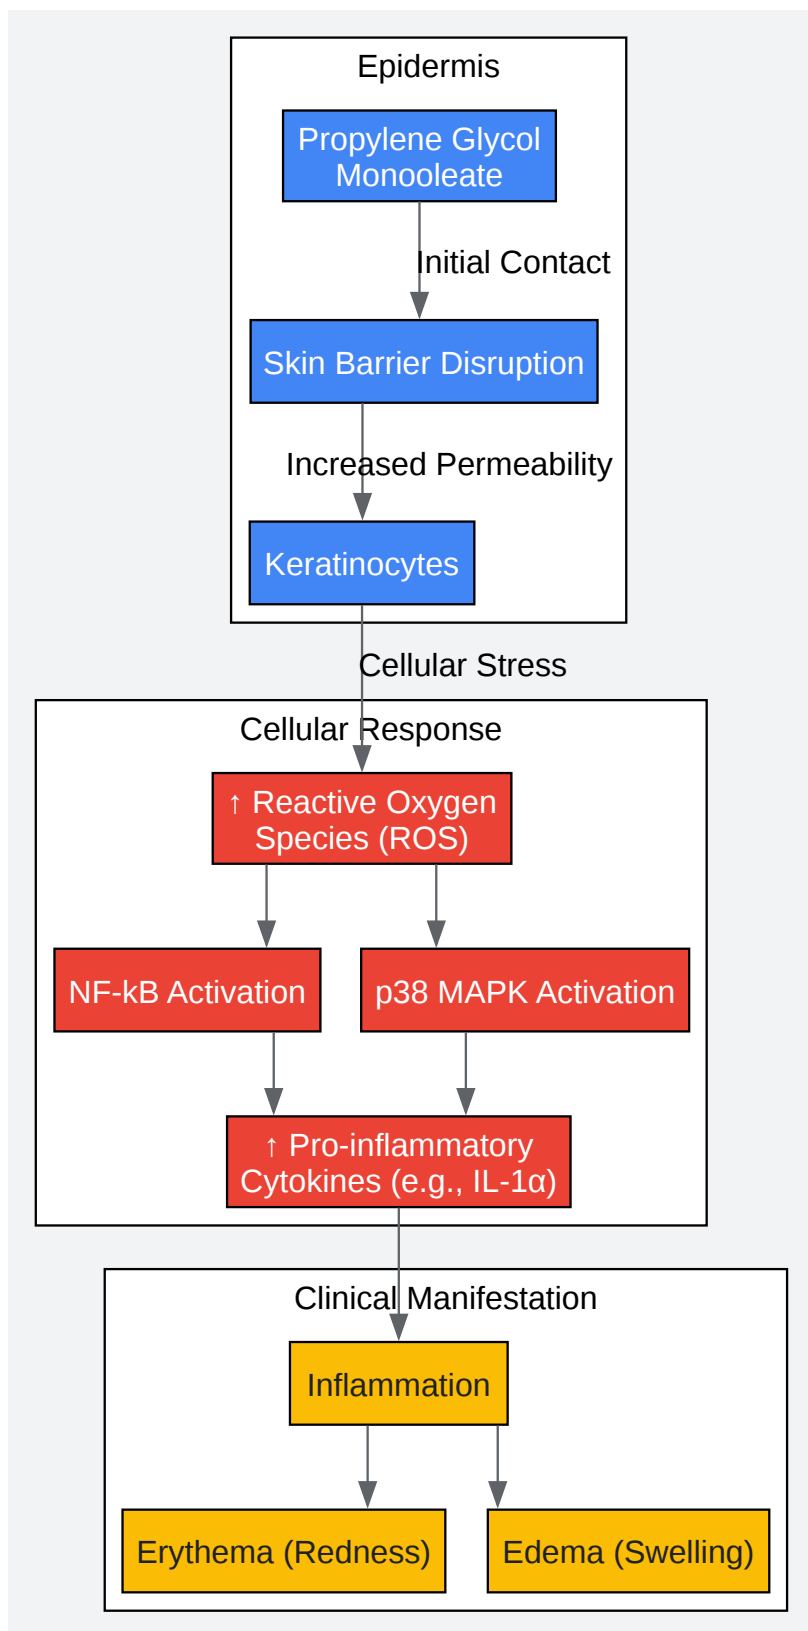 Epidermis
Propylene Glycol
Monooleate
Initial Contact
Skin Barrier Disruption
Increased Permeability
Keratinocytes
Cellular Stress
Cellular Response
↑ Reactive Oxygen
Species (ROS)
NF-kB Activation
p38 MAPK Activation
↑ Pro-inflammatory
Cytokines (e.g., IL-1α)
Clinical Manifestation
Inflammation
Erythema (Redness)
Edema (Swelling)